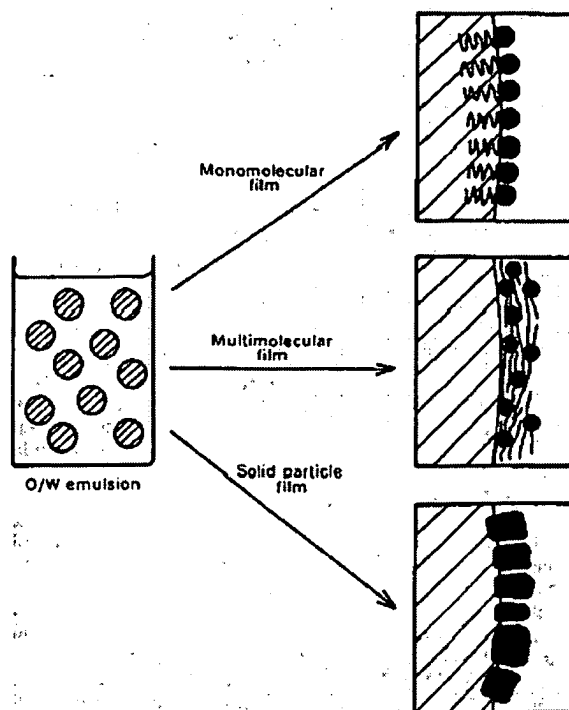 Monomolecular
film
Multimolecular
film
Solid particle
film
O/W emulsion